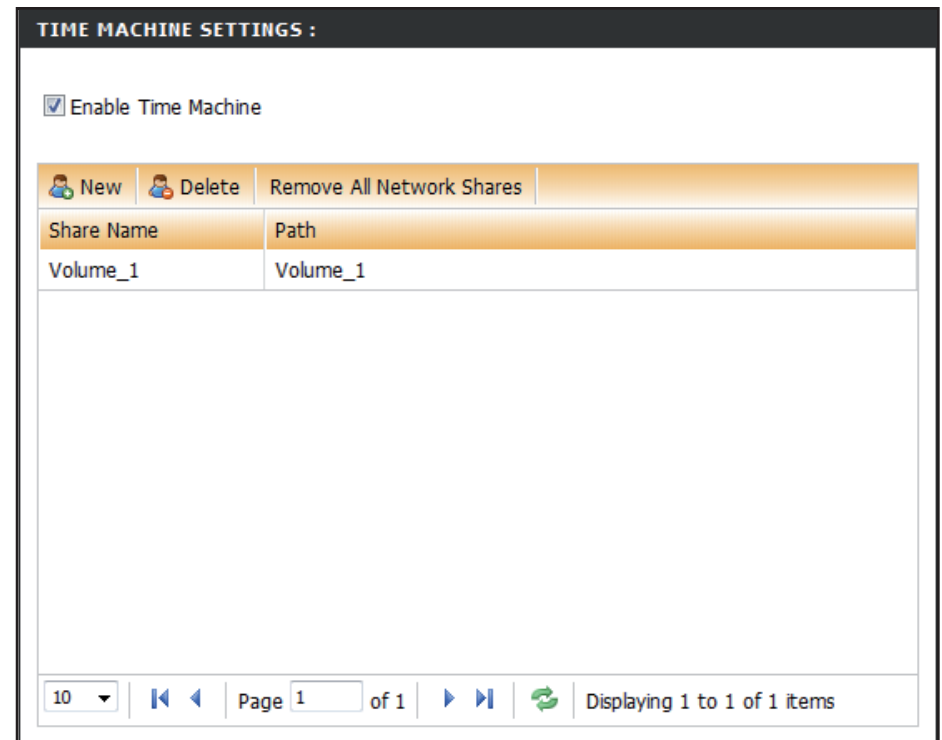 TIME MACHINE SETTINGS :
Enable Time Machine
New Delete Remove All Network Shares
Share Name Path
Volume_1 Volume_1
10 Page 1 of 1 Displaying 1 to 1 of 1 items